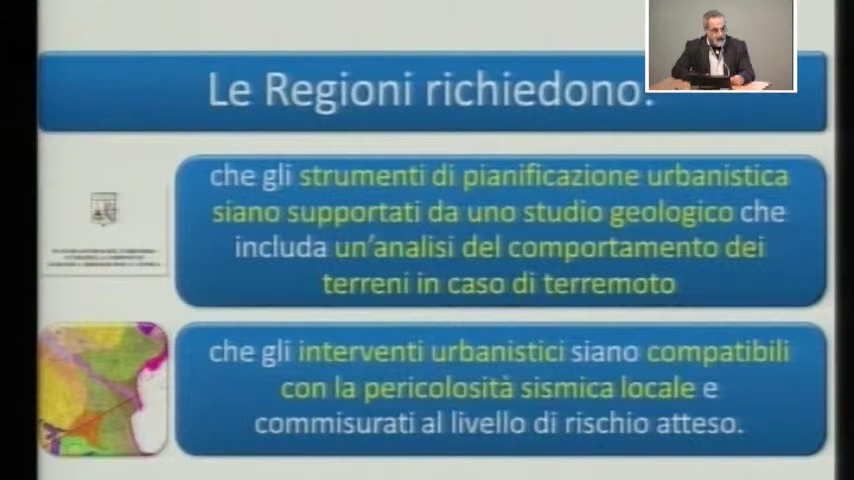 Le Regioni richiedono:
che gli strumenti di pianificazione urbanistica
siano supportati da uno studio geologico che
includa un'analisi del comportamento dei
terreni in caso di terremoto
che gli interventi urbanistici siano compatibili
con la pericolosità sismica locale e
commisurati al livello di rischio atteso.